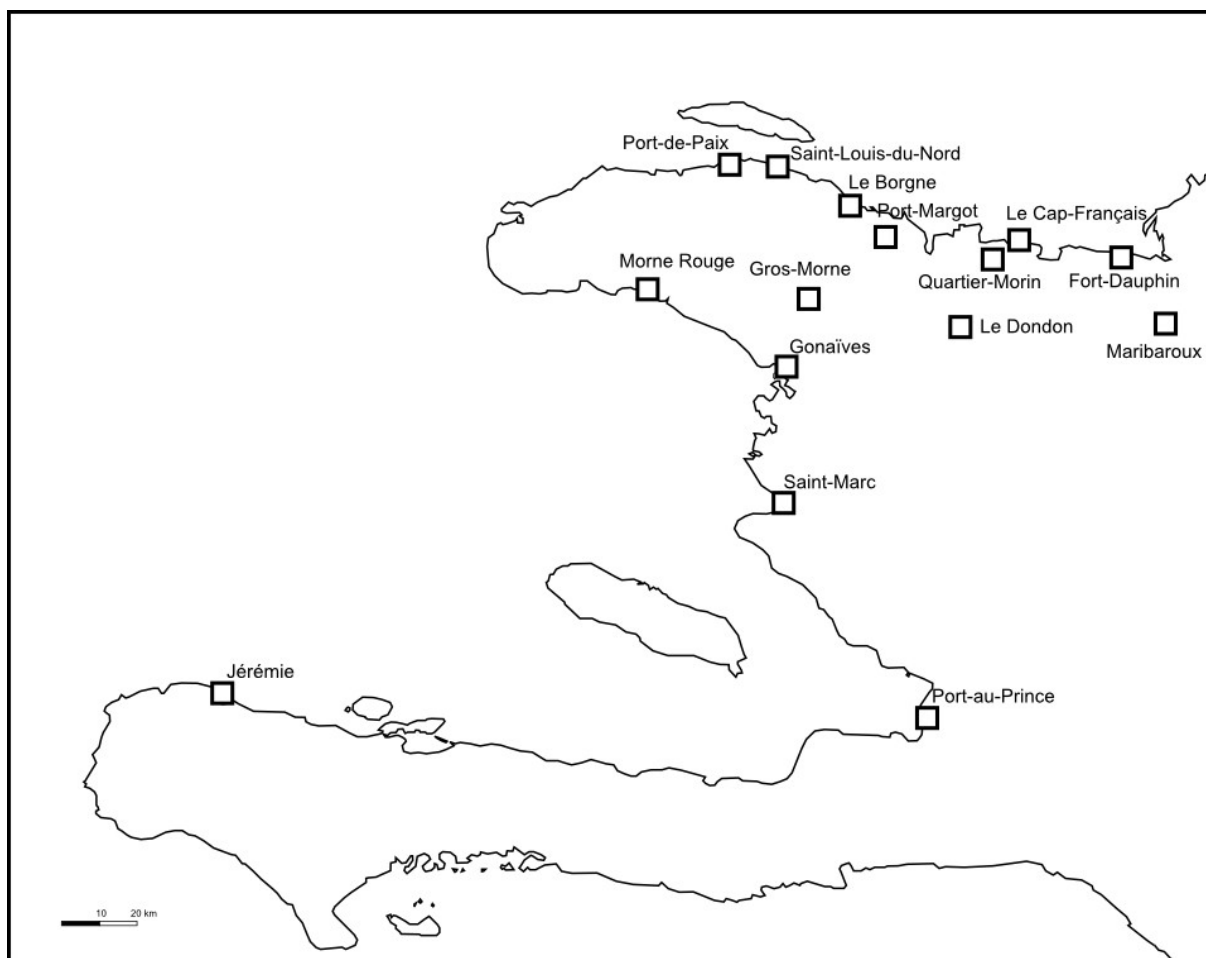 Port-de-Paix
Saint-Louis-du-Nord
Le Borgne
Port-Margot
Le Cap-Français
Morne Rouge
Gros-Morne
Quartier-Morin
Fort-Dauphin
Le Dondon
Maribaroux
Gonaïves
Saint-Marc
Jérémie
Port-au-Prince
10 20 km